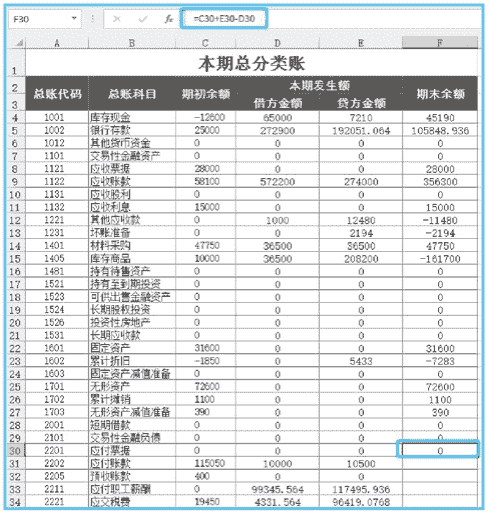 F30 =C30+E30-D30
A B C D E F
1 本期总分类账
2 总账代码 总账科目 期初余额 本期发生额 期末余额
3 借方金额 贷方金额
4 1001 库存现金 -12600 65000 7210 45190
5 1002 银行存款 25000 272900 192051.064 105848.936
6 1012 其他货币资金 0 0 0 0
7 1101 交易性金融资产 0 0 0 0
8 1121 应收票据 28000 0 0 28000
9 1122 应收账款 58100 572200 274000 356300
10 1131 应收股利 0 0 0 0
11 1132 应收利息 15000 0 0 15000
12 1221 其他应收款 0 1000 12480 -11480
13 1231 坏账准备 0 0 2194 -2194
14 1401 材料采购 47750 36500 36500 47750
15 1405 库存商品 10000 36500 208200 -161700
16 1481 持有待售资产 0 0 0 0
17 1521 持有至到期投资 0 0 0 0
18 1523 可供出售金融资产 0 0 0 0
19 1524 长期股权投资 0 0 0 0
20 1526 投资性房地产 0 0 0 0
21 1531 长期应收款 0 0 0 0
22 1601 固定资产 31600 0 0 31600
23 1602 累计折旧 -1850 0 5433 -7283
24 1603 固定资产减值准备 0 0 0 0
25 1701 无形资产 72600 0 0 72600
26 1702 累计摊销 1100 0 0 1100
27 1703 无形资产减值准备 390 0 0 390
28 2001 短期借款 0 0 0 0
29 2101 交易性金融负债 0 0 0 0
30 2201 应付票据 0 0 0 0
31 2202 应付账款 115050 10000 10500
32 2205 预收账款 400 0 0
33 2211 应付职工薪酬 0 99345.564 117495.936
34 2221 应交税费 19450 4331.564 96419.0768